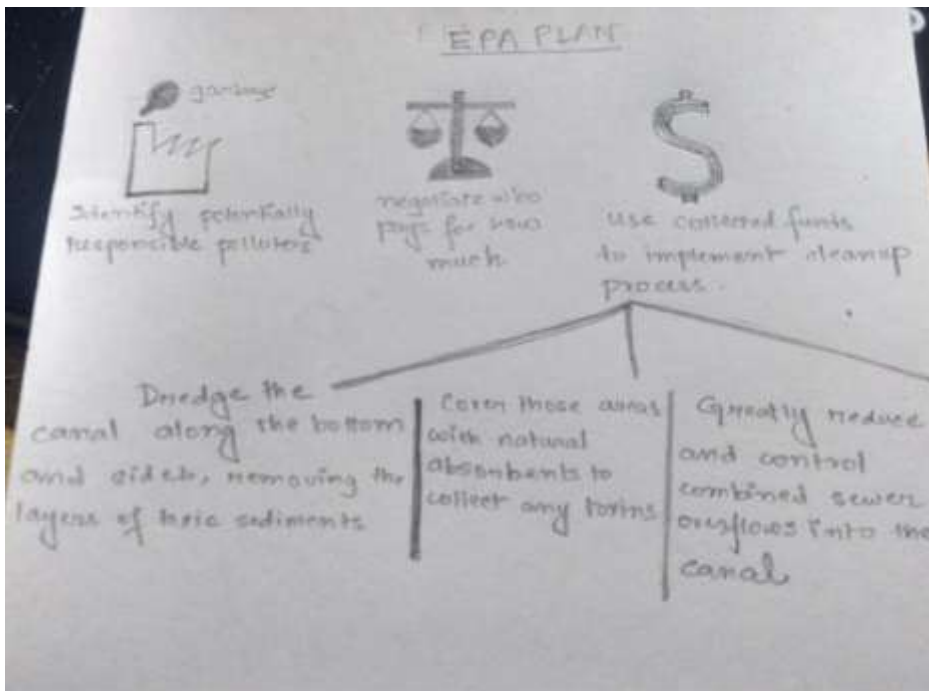 EPA PLAN
garbage
Identify potentially
Responsible polluters
negotiate who
pays for how
much
$
use collected funts
to implement cleanup
process.
Dredge the
canal along the bottom
and sides, removing the
layers of toxic sediments
Cover those areas
with natural
absorbents to
collect any toxins
Greatly reduce
and control
combined sewer
overflows into the
canal